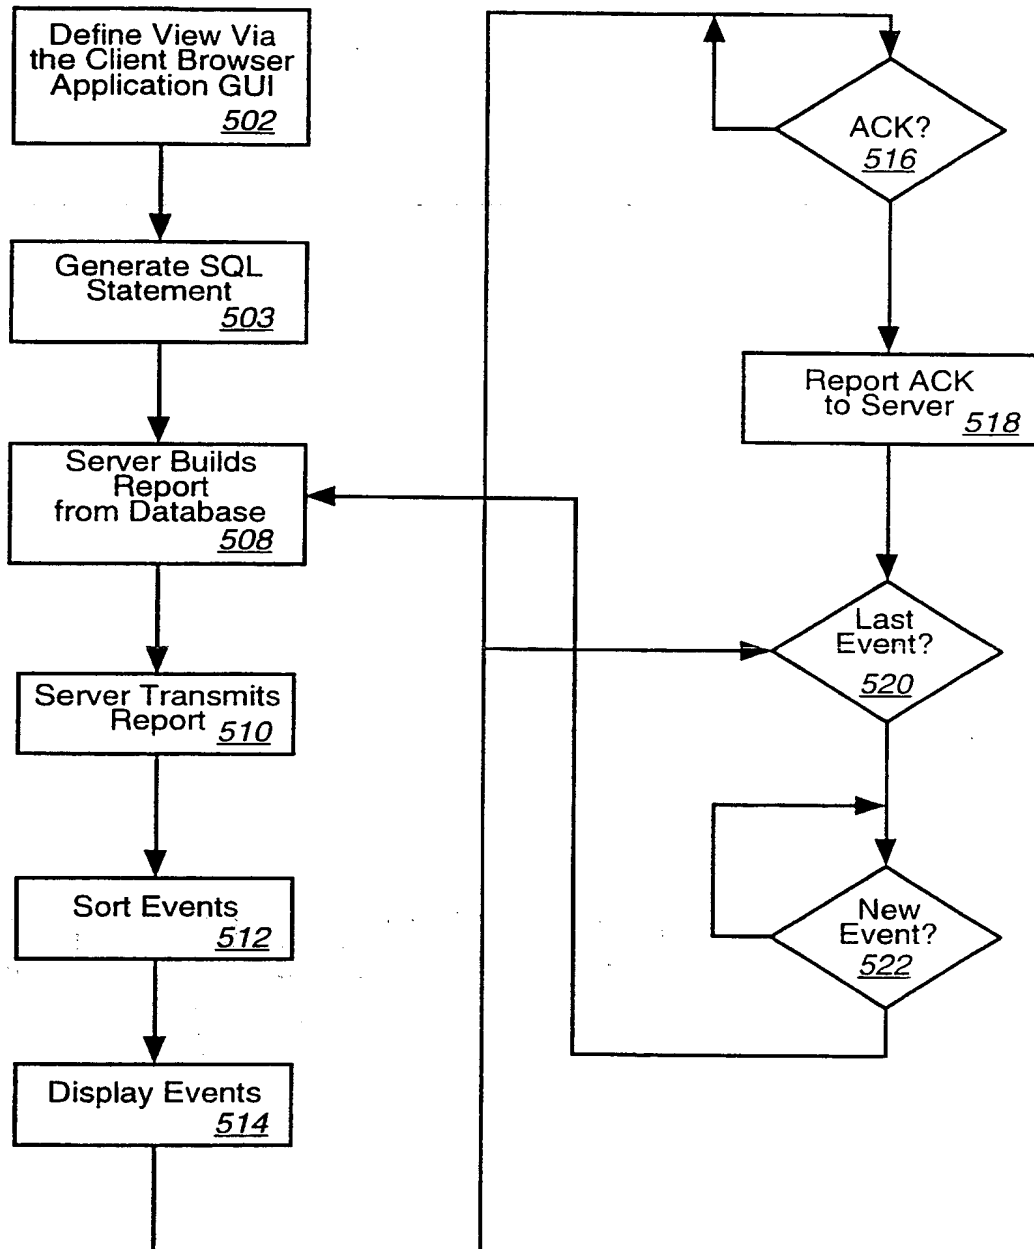 Define View Via
the Client Browser
Application GUI
502
Generate SQL
Statement
503
Server Builds
Report
from Database
508
Server Transmits
Report 510
Sort Events
512
Display Events
514
ACK?
516
Report ACK
to Server
518
Last
Event?
520
New
Event?
522